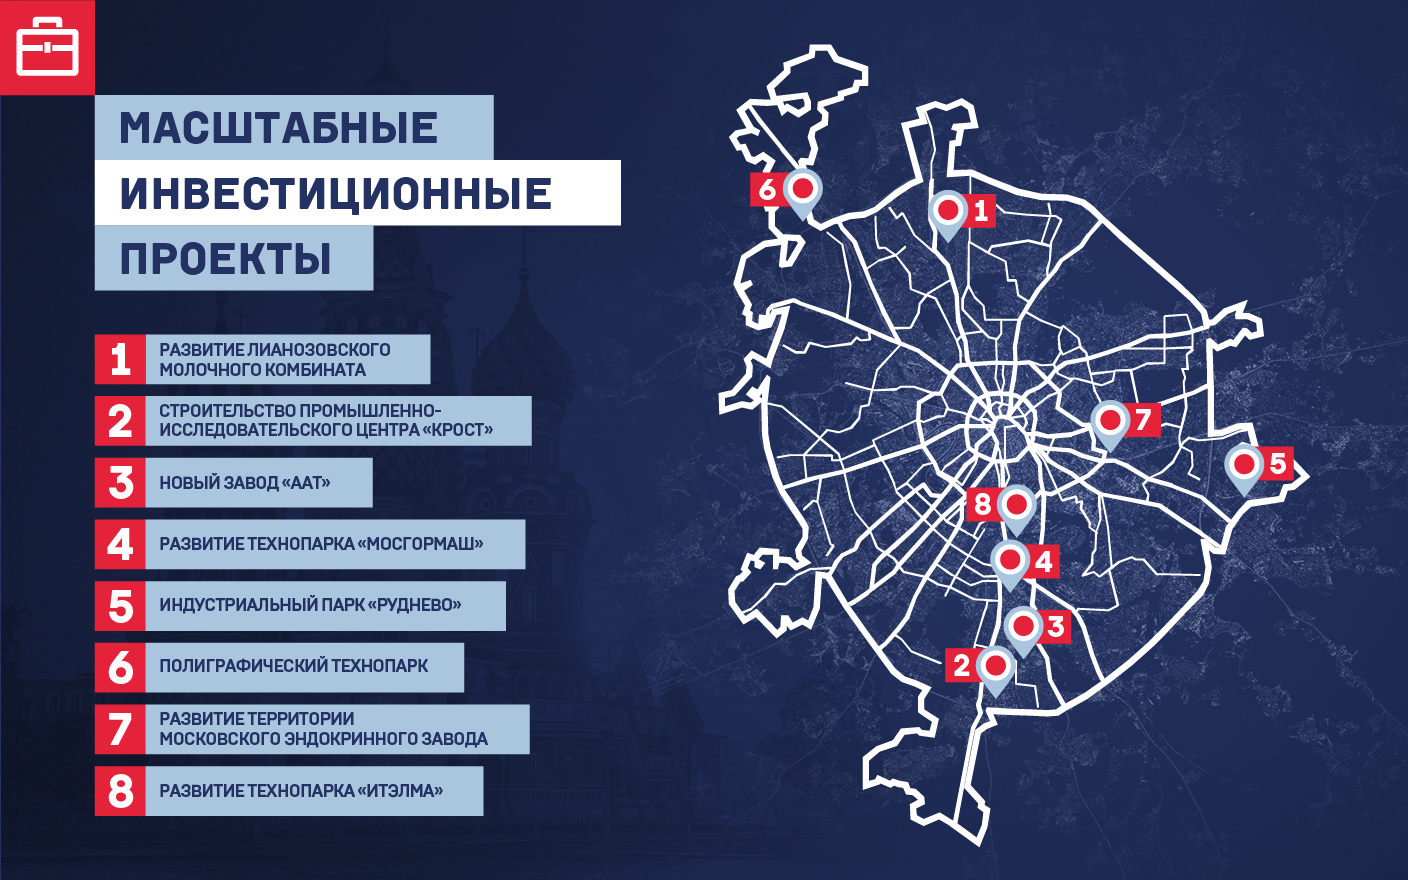 МАСШТАБНЫЕ
ИНВЕСТИЦИОННЫЕ
ПРОЕКТЫ
1 РАЗВИТИЕ ЛИАНОЗОВСКОГО
МОЛОЧНОГО КОМБИНАТА
2 СТРОИТЕЛЬСТВО ПРОМЫШЛЕННО-
ИССЛЕДОВАТЕЛЬСКОГО ЦЕНТРА «КРОСТ»
3 НОВЫЙ ЗАВОД «ААТ»
4 РАЗВИТИЕ ТЕХНОПАРКА «МОСГОРМАШ»
5 ИНДУСТРИАЛЬНЫЙ ПАРК «РУДНЕВО»
6 ПОЛИГРАФИЧЕСКИЙ ТЕХНОПАРК
7 РАЗВИТИЕ ТЕРРИТОРИИ
МОСКОВСКОГО ЭНДОКРИННОГО ЗАВОДА
8 РАЗВИТИЕ ТЕХНОПАРКА «ИТЭЛМА»
6
1
7
5
8
4
3
2